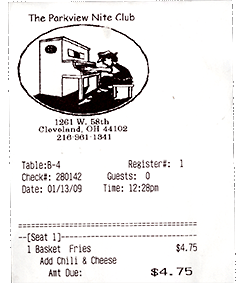 The Parkview Nite Club
1261 W. 58th
Cleveland, OH 44102
216-961-1341
Table:B-4 Register#: 1
Check#: 280142 Guests: 0
Date: 01/13/09 Time: 12:28pm
--[Seat 1]--
1 Basket Fries $4.75
Add Chili & Cheese
Amt Due: $4.75